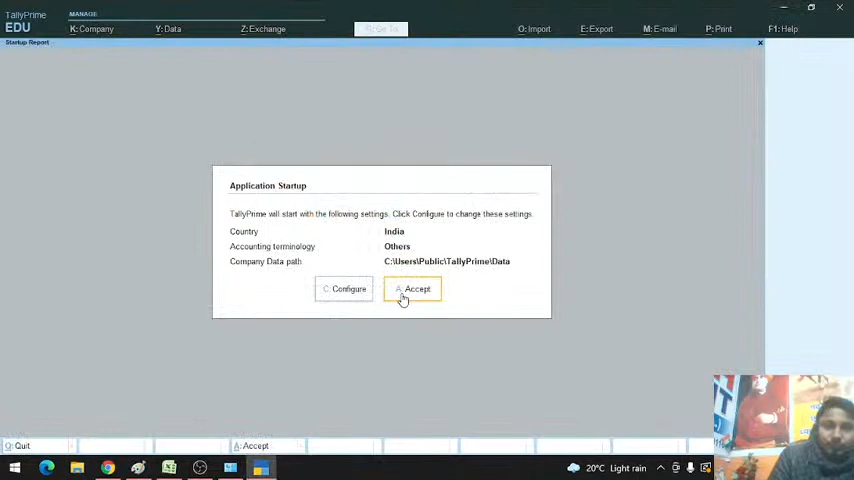 TallyPrime
EDU
MANAGE
K: Company
Y: Data
Z: Exchange
O: Import
E: Export
M: E-mail
P: Print
F1: Help
Startup Report
Application Startup
TallyPrime will start with the following settings. Click Configure to change these settings.
Country India
Accounting terminology Others
Company Data path C:\Users\Public\TallyPrime\Data
C: Configure
A: Accept
Q: Quit
A: Accept
20°C Light rain